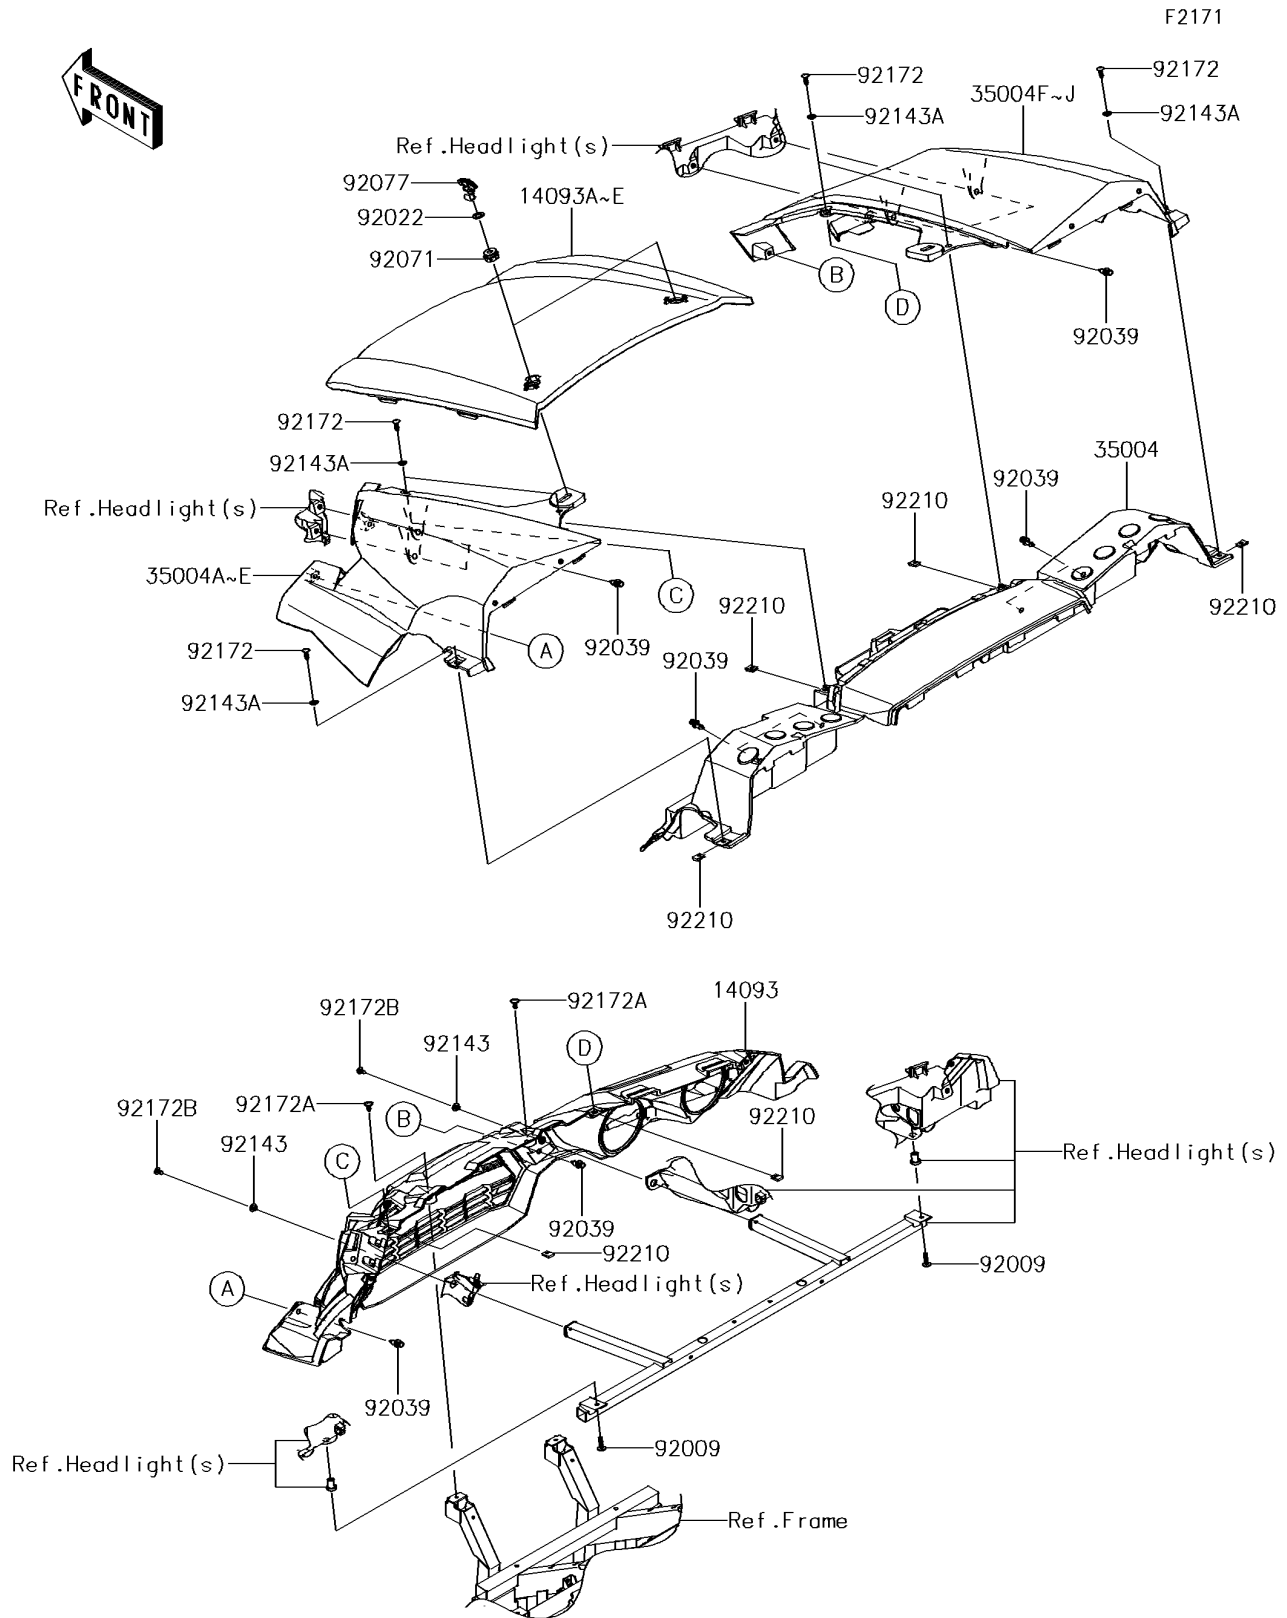 F2171
FRONT
92172
92172
35004F~J
92143A
92143A
Ref.Headlight(s)
92077
14093A~E
92022
92071
B
D
92039
92172
35004
92143A
92039
92210
Ref.Headlight(s)
35004A~E
C
92210
92210
92172
A
92039
92039
92143A
92210
14093
92172A
92172B
92143
D
92172B
92172A
B
92210
92143
C
Ref.Headlight(s)
92039
92210
92009
Ref.Headlight(s)
A
92039
92009
Ref.Headlight(s)
Ref.Frame